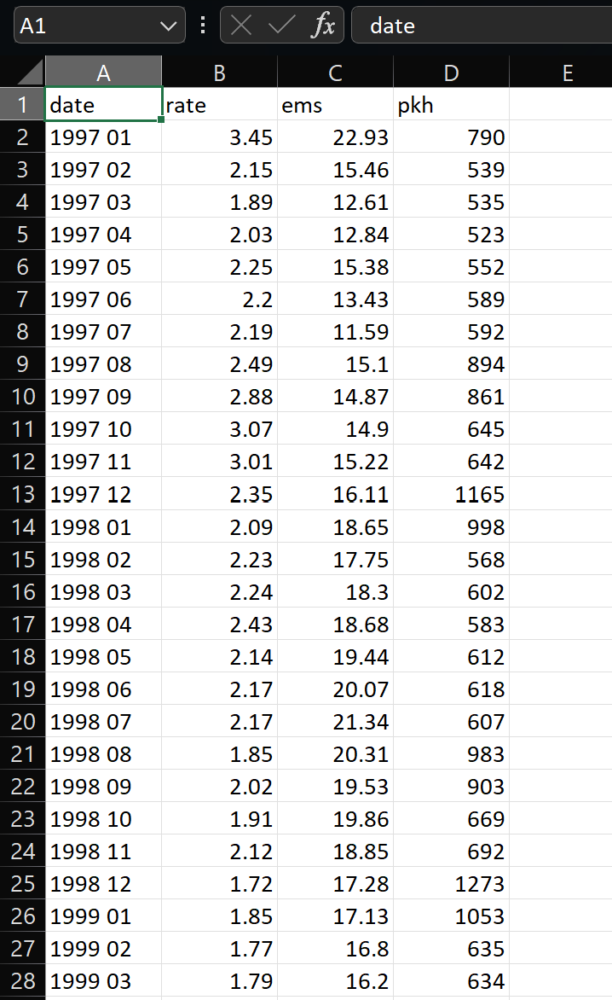 A1 fx date
A B C D E
1 date rate ems pkh
2 1997 01 3.45 22.93 790
3 1997 02 2.15 15.46 539
4 1997 03 1.89 12.61 535
5 1997 04 2.03 12.84 523
6 1997 05 2.25 15.38 552
7 1997 06 2.2 13.43 589
8 1997 07 2.19 11.59 592
9 1997 08 2.49 15.1 894
10 1997 09 2.88 14.87 861
11 1997 10 3.07 14.9 645
12 1997 11 3.01 15.22 642
13 1997 12 2.35 16.11 1165
14 1998 01 2.09 18.65 998
15 1998 02 2.23 17.75 568
16 1998 03 2.24 18.3 602
17 1998 04 2.43 18.68 583
18 1998 05 2.14 19.44 612
19 1998 06 2.17 20.07 618
20 1998 07 2.17 21.34 607
21 1998 08 1.85 20.31 983
22 1998 09 2.02 19.53 903
23 1998 10 1.91 19.86 669
24 1998 11 2.12 18.85 692
25 1998 12 1.72 17.28 1273
26 1999 01 1.85 17.13 1053
27 1999 02 1.77 16.8 635
28 1999 03 1.79 16.2 634